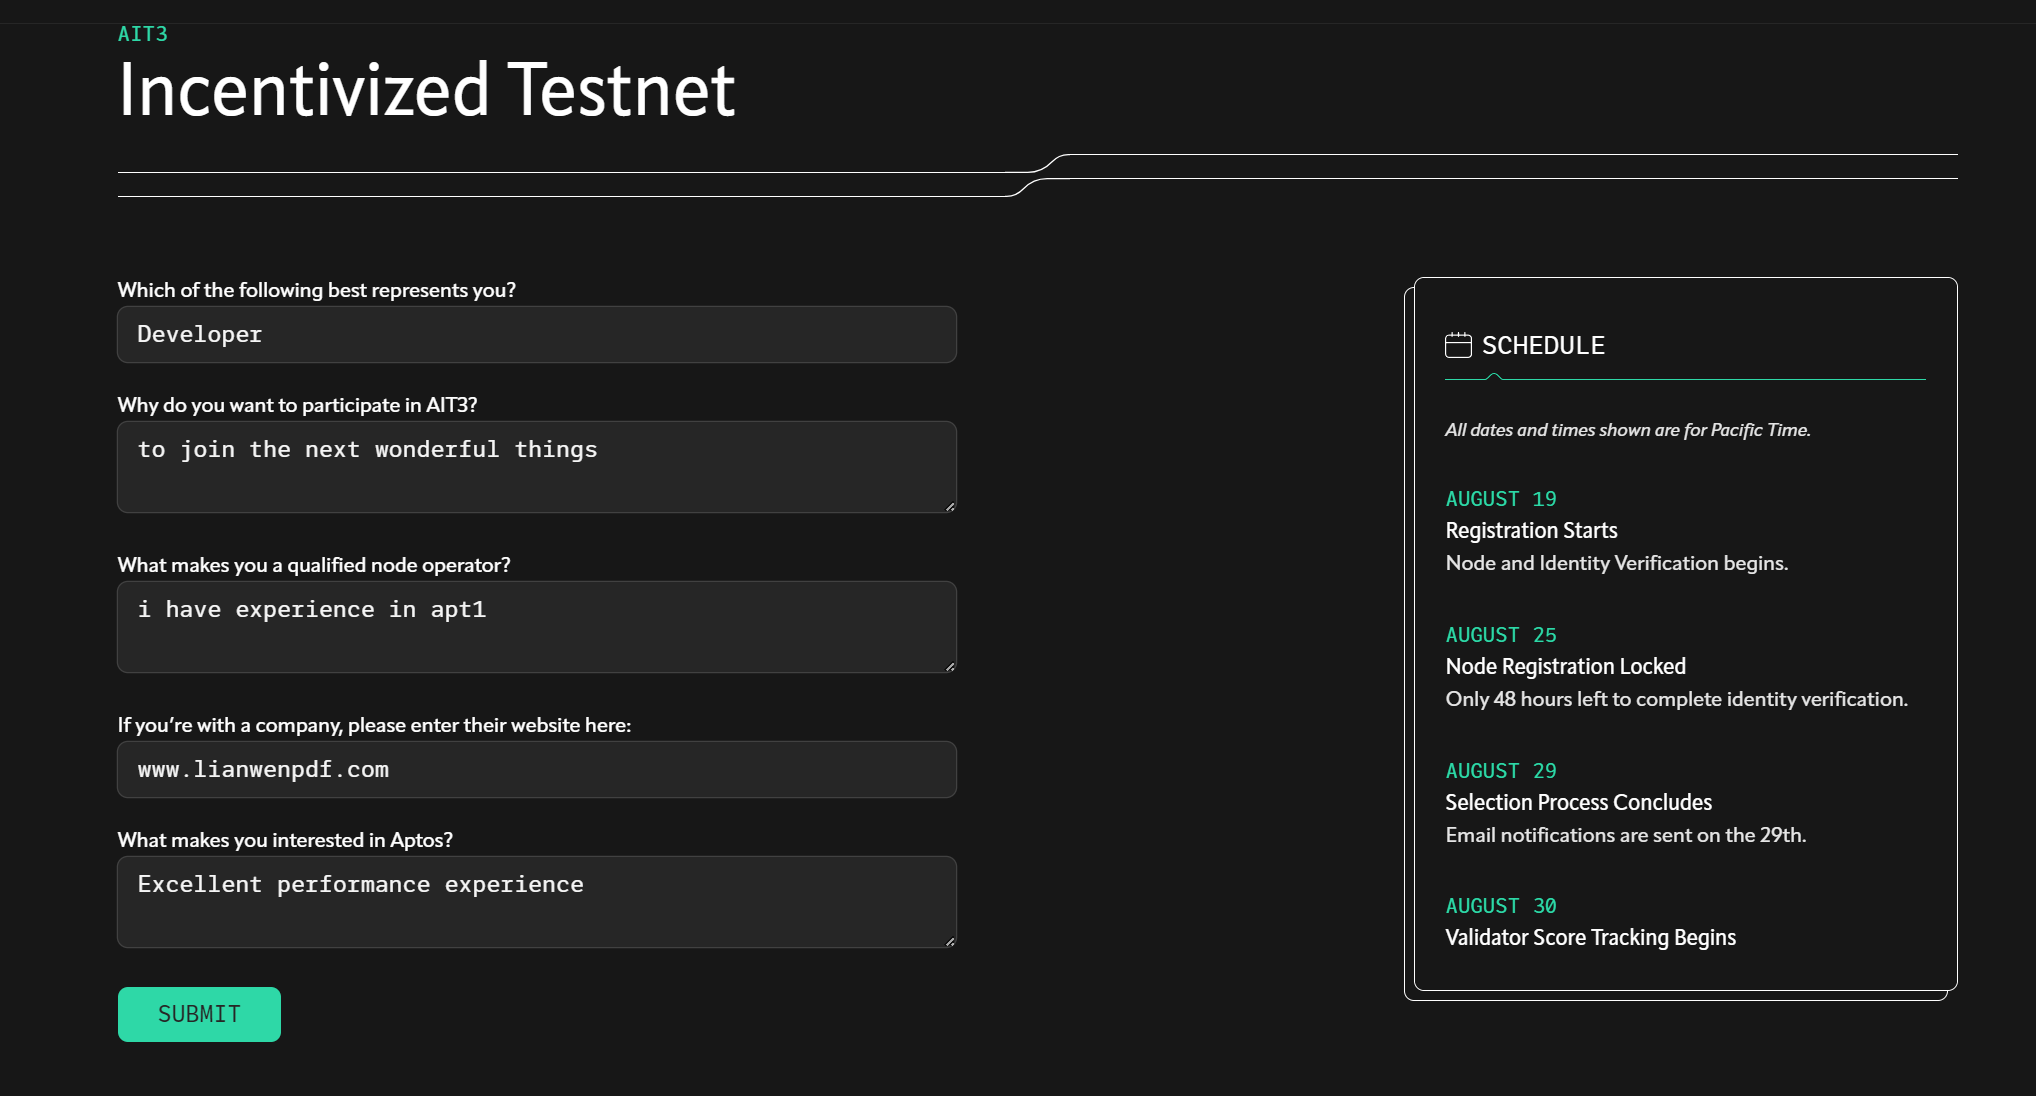 AIT3
Incentivized Testnet
Which of the following best represents you?
Developer
Why do you want to participate in AIT3?
to join the next wonderful things
What makes you a qualified node operator?
i have experience in apt1
If you’re with a company, please enter their website here:
www.lianwenpdf.com
What makes you interested in Aptos?
Excellent performance experience
SUBMIT
SCHEDULE
All dates and times shown are for Pacific Time.
AUGUST 19
Registration Starts
Node and Identity Verification begins.
AUGUST 25
Node Registration Locked
Only 48 hours left to complete identity verification.
AUGUST 29
Selection Process Concludes
Email notifications are sent on the 29th.
AUGUST 30
Validator Score Tracking Begins